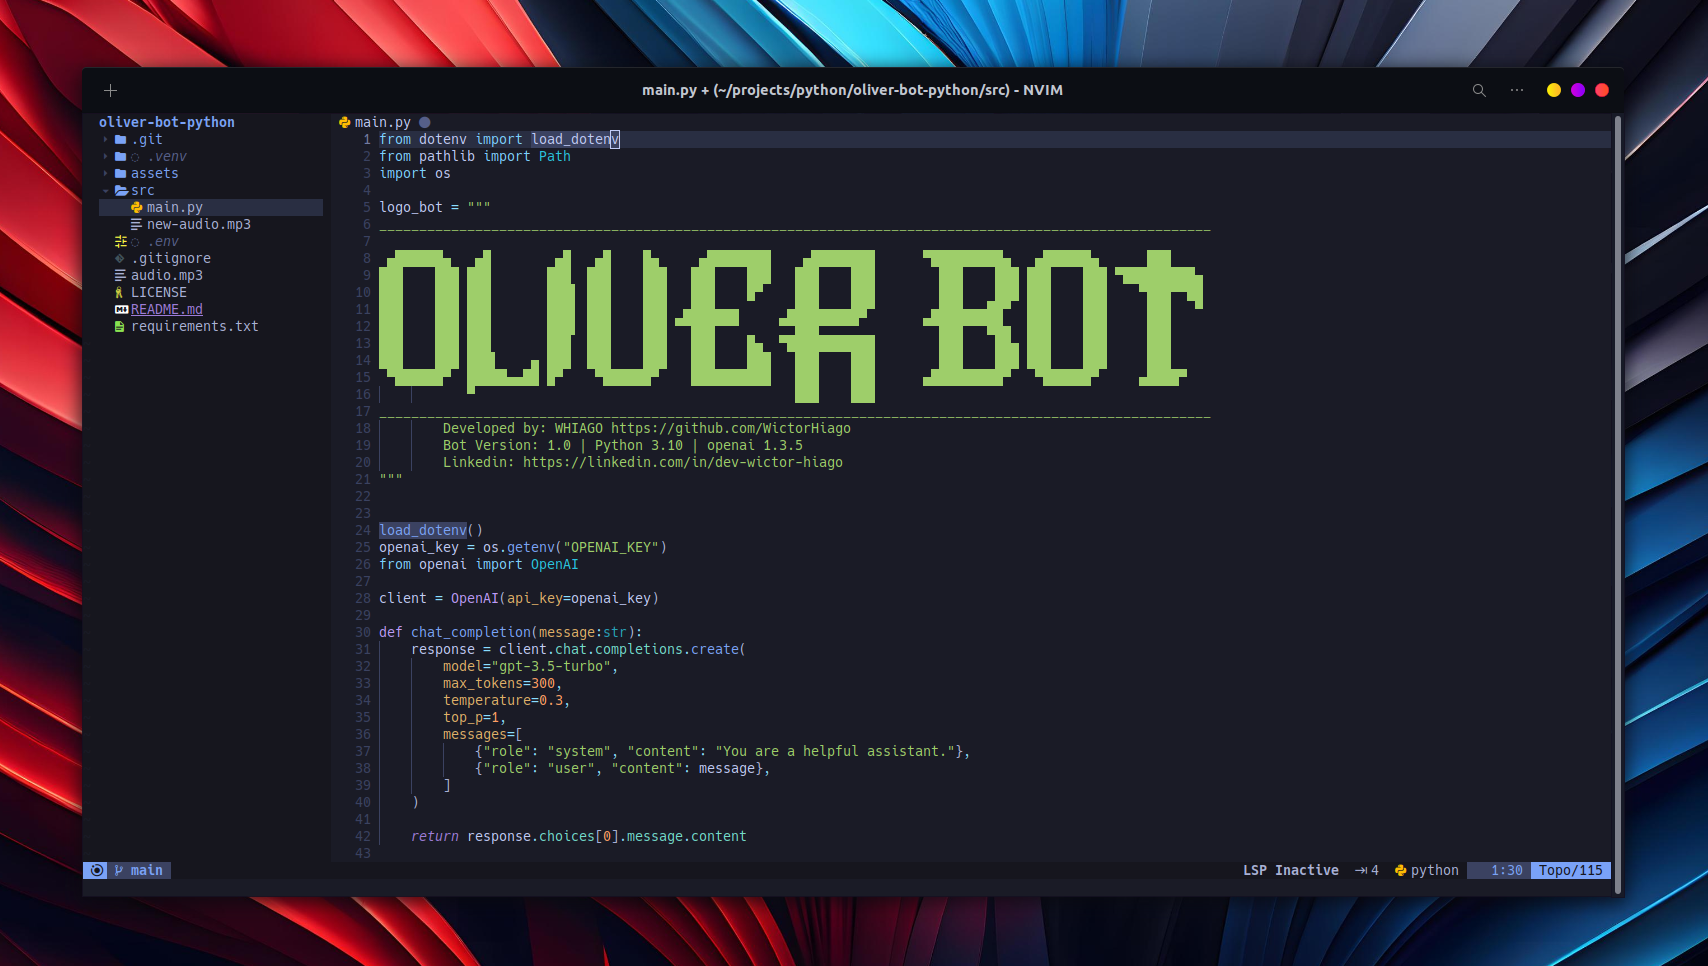 main.py + (~/projects/python/oliver-bot-python/src) - NVIM
oliver-bot-python
.git
.venv
assets
src
main.py
new-audio.mp3
.env
.gitignore
audio.mp3
LICENSE
README.md
requirements.txt
main.py
1 from dotenv import load_dotenv
2 from pathlib import Path
3 import os
4
5 logo_bot = """
6 ________________________________________________________________________________________________________
7
8
9
10
11
12
13
14
15
16
OLIVER BOT
17 ________________________________________________________________________________________________________
18 Developed by: WHIAGO https://github.com/WictorHiago
19 Bot Version: 1.0 | Python 3.10 | openai 1.3.5
20 Linkedin: https://linkedin.com/in/dev-wictor-hiago
21 """
22
23
24 load_dotenv()
25 openai_key = os.getenv("OPENAI_KEY")
26 from openai import OpenAI
27
28 client = OpenAI(api_key=openai_key)
29
30 def chat_completion(message:str):
31 response = client.chat.completions.create(
32 model="gpt-3.5-turbo",
33 max_tokens=300,
34 temperature=0.3,
35 top_p=1,
36 messages=[
37 {"role": "system", "content": "You are a helpful assistant."},
38 {"role": "user", "content": message},
39 ]
40 )
41
42 return response.choices[0].message.content
43
main LSP Inactive 4 python 1:30 Topo/115